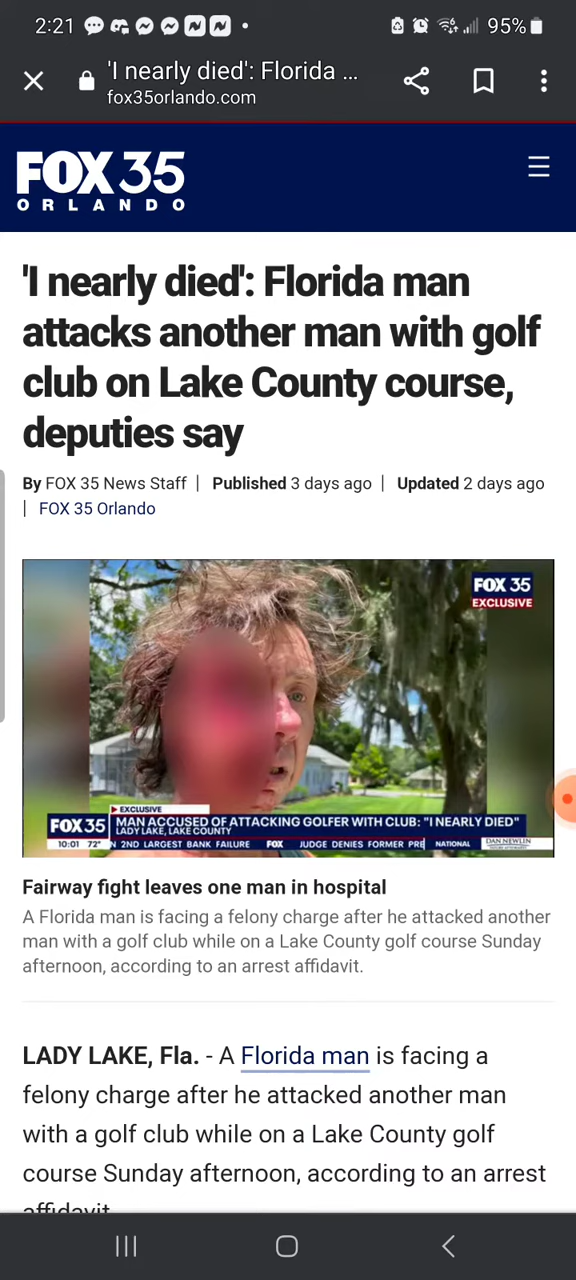 2:21
95%
'I nearly died': Florida ...
fox35orlando.com
FOX 35
ORLANDO
'I nearly died': Florida man
attacks another man with golf
club on Lake County course,
deputies say
By FOX 35 News Staff | Published 3 days ago | Updated 2 days ago
| FOX 35 Orlando
FOX 35
EXCLUSIVE
EXCLUSIVE
FOX 35
MAN ACCUSED OF ATTACKING GOLFER WITH CLUB: "I NEARLY DIED"
LADY LAKE, LAKE COUNTY
10:01 72° N 2ND LARGEST BANK FAILURE FOX JUDGE DENIES FORMER PRE NATIONAL DAN NEWLIN
Fairway fight leaves one man in hospital
A Florida man is facing a felony charge after he attacked another
man with a golf club while on a Lake County golf course Sunday
afternoon, according to an arrest affidavit.
LADY LAKE, Fla. - A Florida man is facing a
felony charge after he attacked another man
with a golf club while on a Lake County golf
course Sunday afternoon, according to an arrest
affidavit